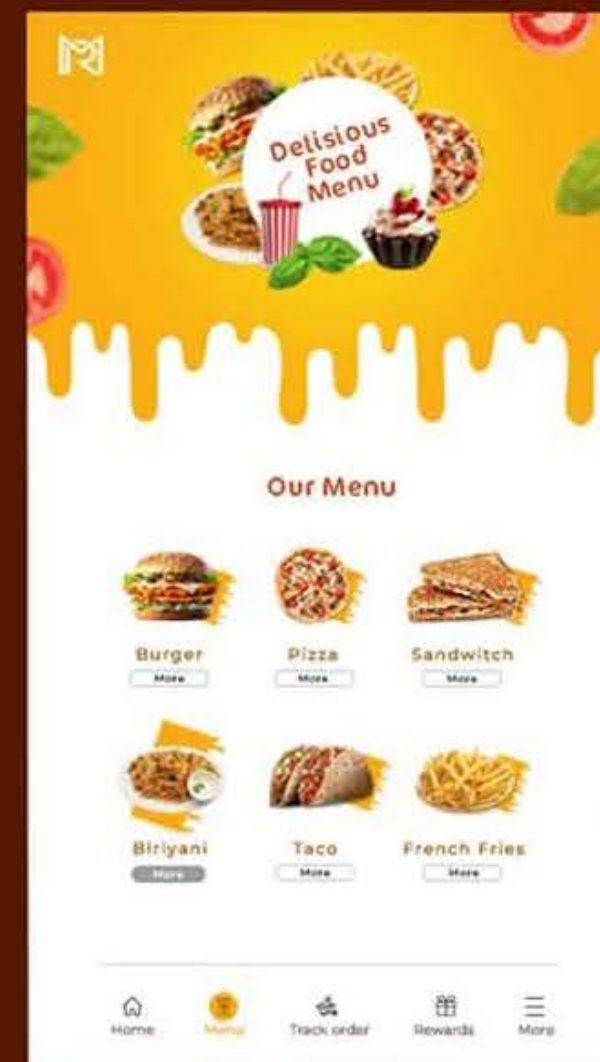 Delisious
Food
Menu
Our Menu
Burger
Pizza
Sandwitch
More
More
More
Biriyani
Taco
French Fries
More
More
More
Home
Menu
Track order
Rewards
More